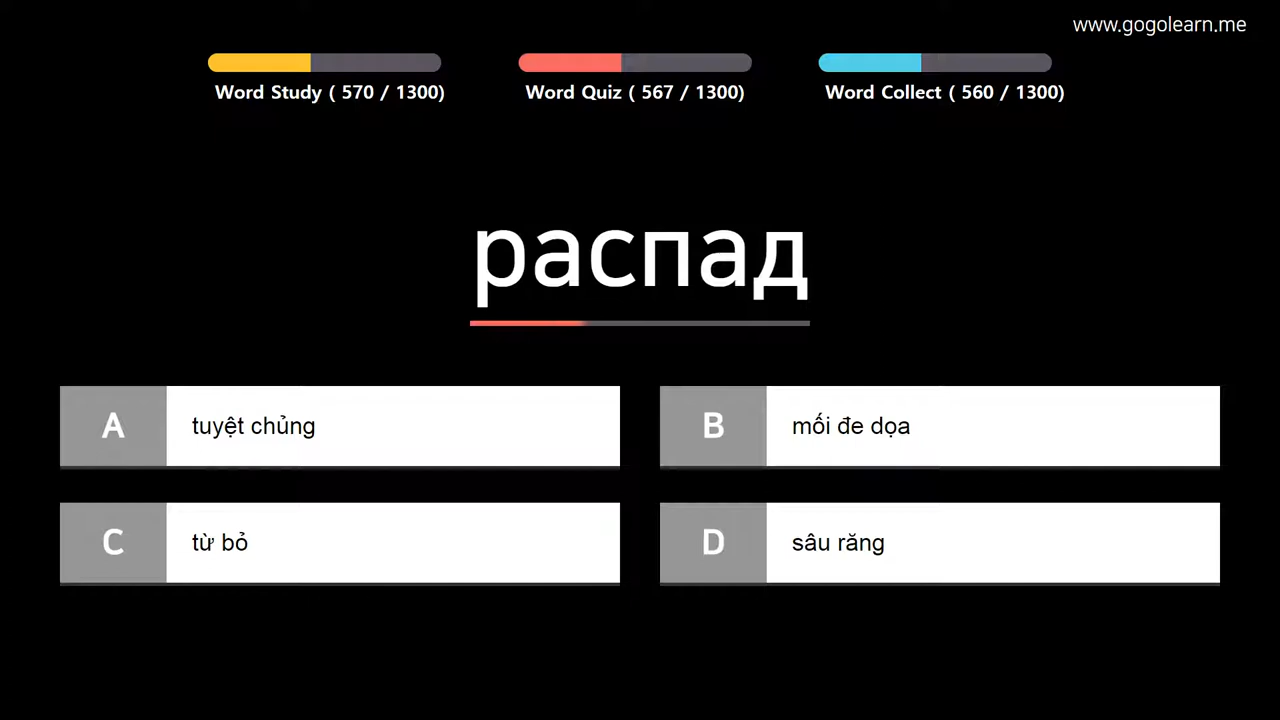 www.gogolearn.me
Word Study ( 570 / 1300)
Word Quiz ( 567 / 1300)
Word Collect ( 560 / 1300)
распад
A
tuyệt chủng
B
mối đe dọa
C
từ bỏ
D
sâu răng